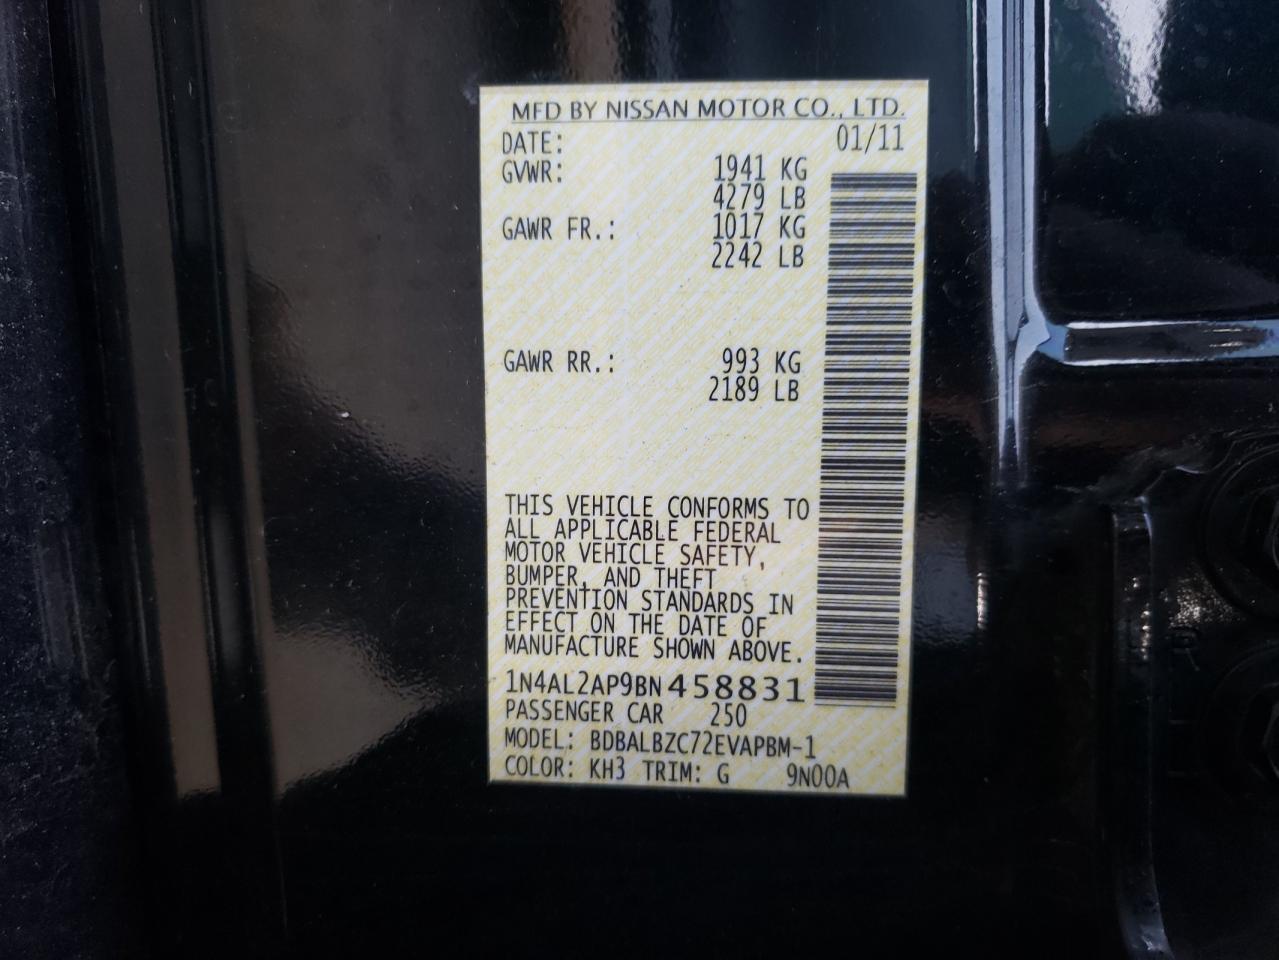 MFD BY NISSAN MOTOR CO., LTD.
DATE: 01/11
GVWR: 1941 KG
4279 LB
GAWR FR.: 1017 KG
2242 LB
GAWR RR.: 993 KG
2189 LB
THIS VEHICLE CONFORMS TO
ALL APPLICABLE FEDERAL
MOTOR VEHICLE SAFETY,
BUMPER, AND THEFT
PREVENTION STANDARDS IN
EFFECT ON THE DATE OF
MANUFACTURE SHOWN ABOVE.
1N4AL2AP9BN458831
PASSENGER CAR 250
MODEL: BDBALBZC72EVAPBM-1
COLOR: KH3 TRIM: G 9N00A